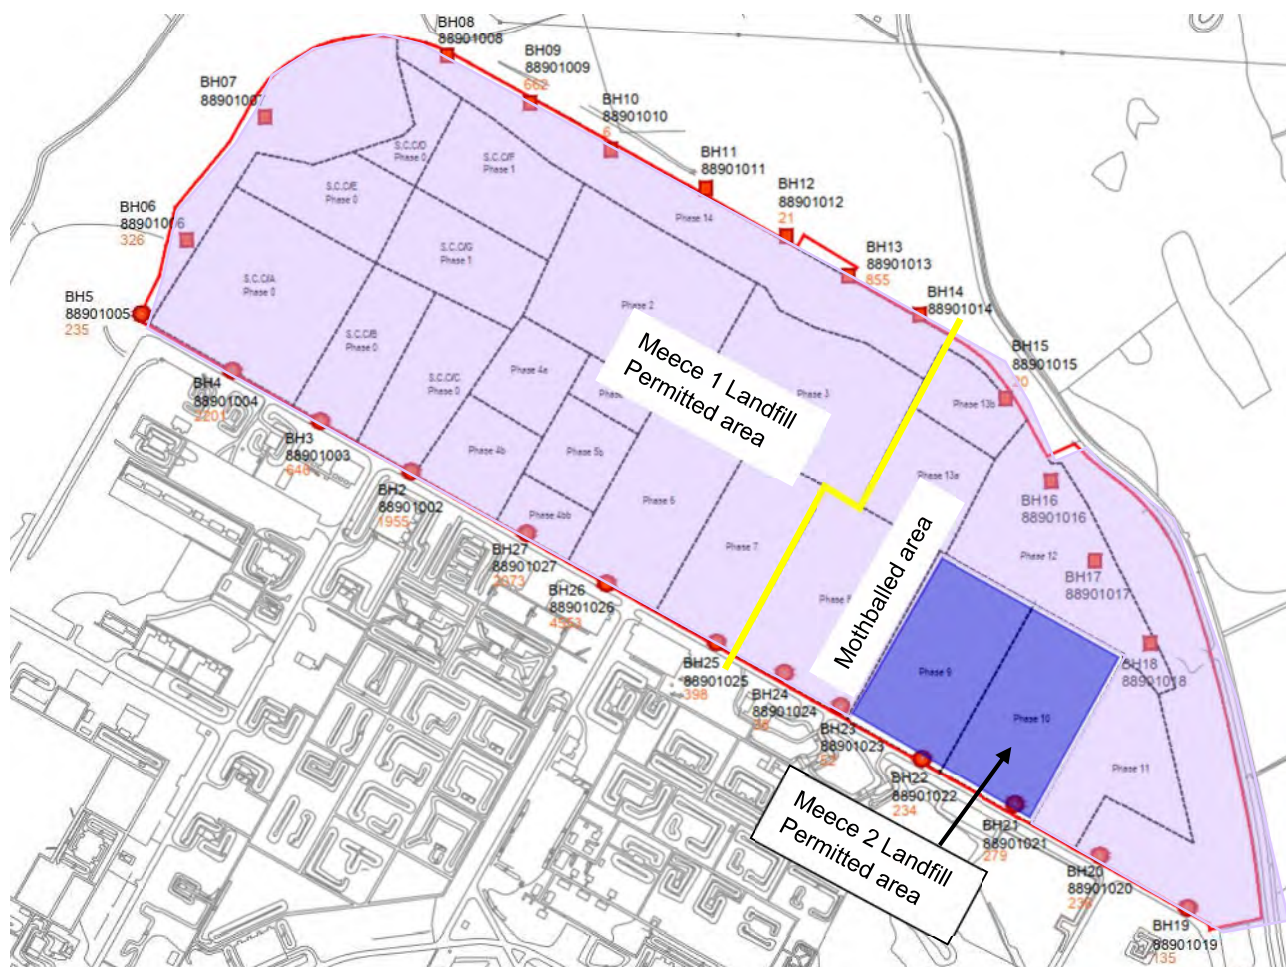 BH08
88901008
BH09
88901009
662
BH07
88901007
BH10
88901010
6
BH11
88901011
BH12
88901012
21
BH06
88901006
326
BH13
88901013
855
BH5
88901005
235
BH14
88901014
BH15
88901015
20
S.C.C/D
Phase 0
S.C.C/F
Phase 1
S.C.C/E
Phase 0
Phase 14
S.C.C/G
Phase 1
S.C.C/A
Phase 0
Phase 2
S.C.C/B
Phase 0
S.C.C/C
Phase 0
Phase 4a
Meece 1 Landfill
Permitted area
Phase 3
Phase 13b
BH4
88901004
2201
BH3
88901003
646
Phase 4b
Phase 5b
Phase 13a
BH2
88901002
1955
Phase 4bb
Phase 6
BH16
88901016
BH27
88901027
Phase 7
Mothballed area
Phase 12
BH17
88901017
BH26
88901026
4553
BH25
88901025
398
BH24
88901024
Phase 9
BH18
88901018
BH23
88901023
52
Phase 10
Phase 11
BH22
88901022
234
Meece 2 Landfill
Permitted area
BH21
88901021
279
BH20
88901020
BH19
88901019
135